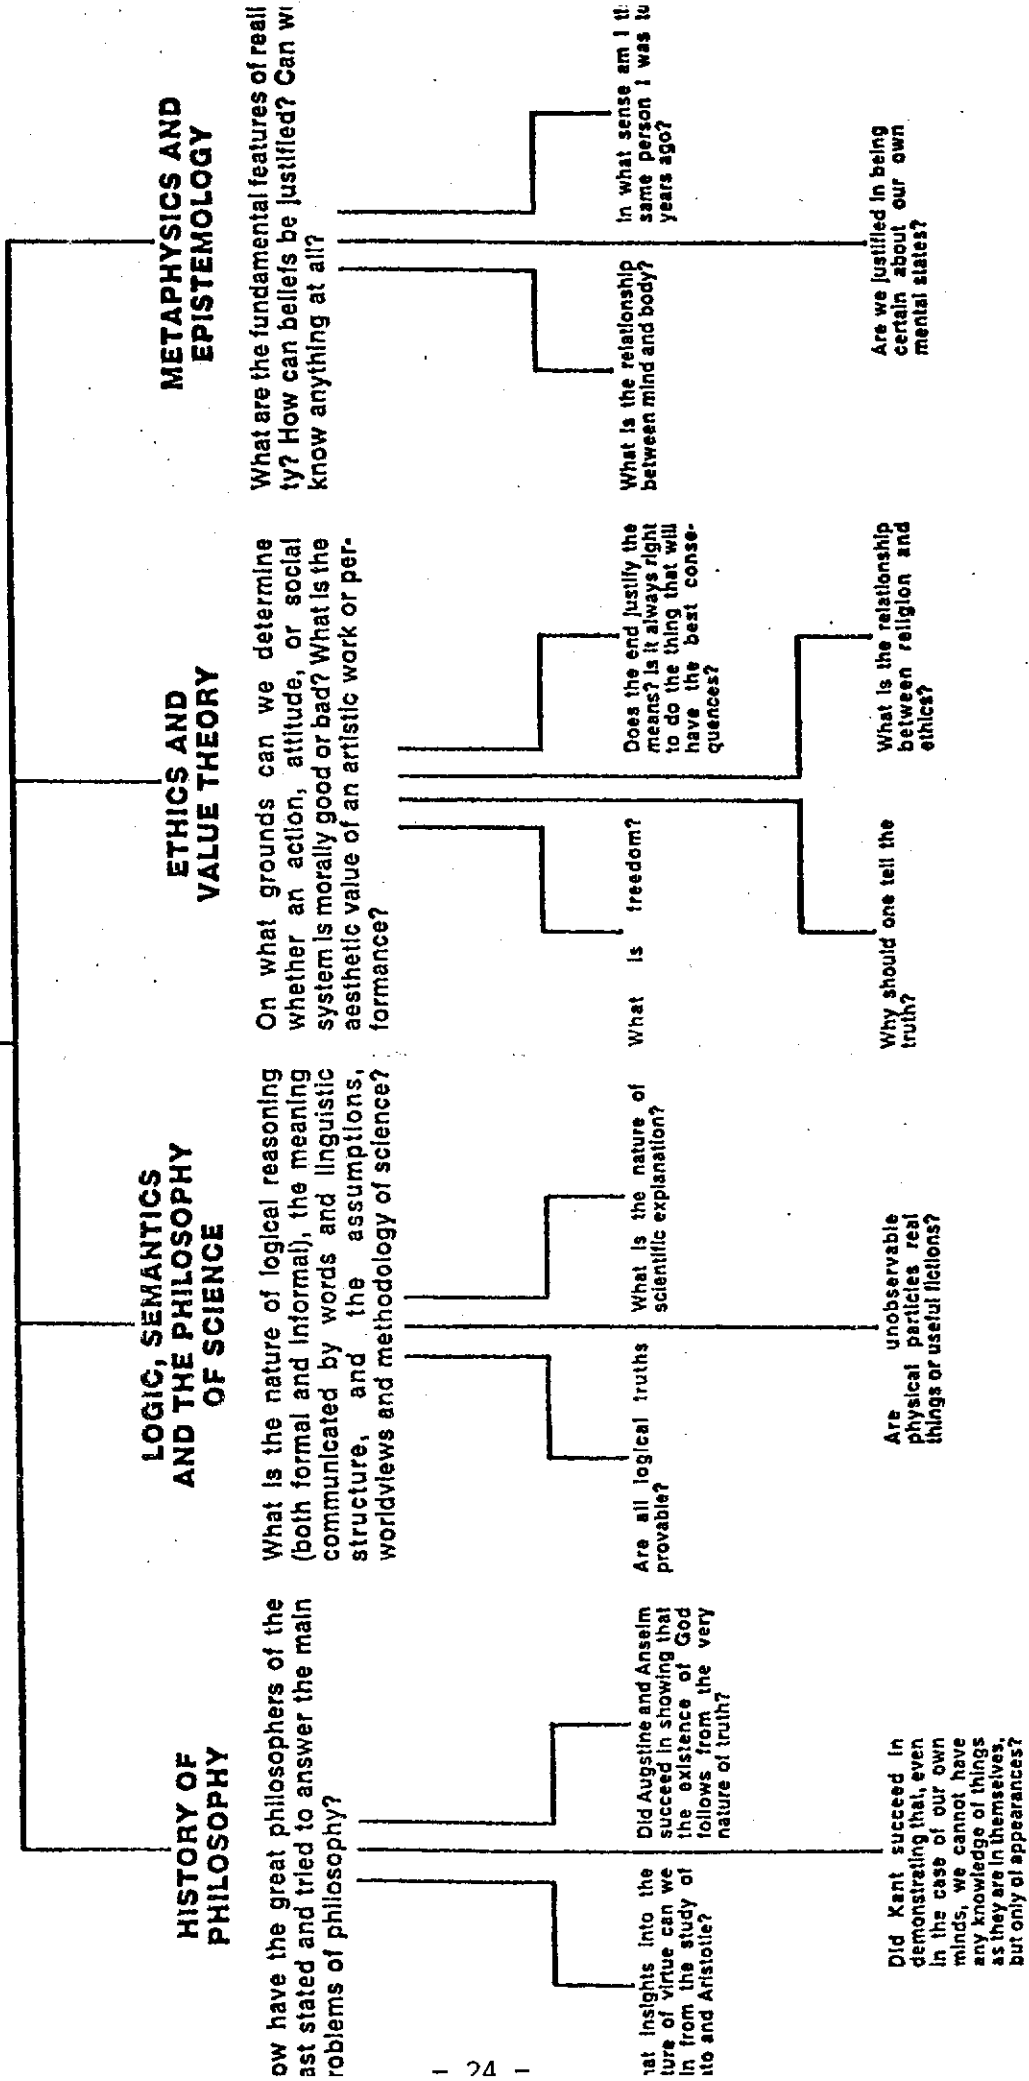 HISTORY OF
PHILOSOPHY
ow have the great philosophers of the
ast stated and tried to answer the main
roblems of philosophy?
nat insights into the
ture of virtue can we
in from the study of
ato and Aristotle?
Did Augstine and Anselm
succeed in showing that
the existence of God
follows from the very
nature of truth?
Did Kant succeed in
demonstrating that, even
in the case of our own
minds, we cannot have
any knowledge of things
as they are in themselves,
but only of appearances?
LOGIC, SEMANTICS
AND THE PHILOSOPHY
OF SCIENCE
What is the nature of logical reasoning
(both formal and informal), the meaning
communicated by words and linguistic
structure, and the assumptions,
worldviews and methodology of science?
Are all logical truths
provable?
What is the nature of
scientific explanation?
Are unobservable
physical particles real
things or useful fictions?
ETHICS AND
VALUE THEORY
On what grounds can we determine
whether an action, attitude, or social
system is morally good or bad? What is the
aesthetic value of an artistic work or per-
formance?
What is freedom?
Does the end justify the
means? Is it always right
to do the thing that will
have the best conse-
quences?
Why should one tell the
truth?
What is the relationship
between religion and
ethics?
METAPHYSICS AND
EPISTEMOLOGY
What are the fundamental features of reali
ty? How can beliefs be justified? Can we
know anything at all?
What is the relationship
between mind and body?
In what sense am I th
same person I was te
years ago?
Are we justified in being
certain about our own
mental states?
- 24 -